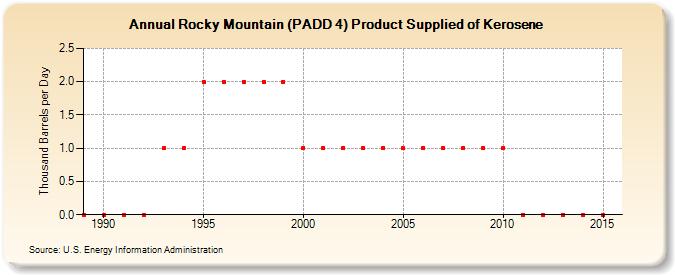 Annual Rocky Mountain (PADD 4) Product Supplied of Kerosene
Thousand Barrels per Day
2.5
2.0
1.5
1.0
0.5
0.0
1990 1995 2000 2005 2010 2015
Source: U.S. Energy Information Administration